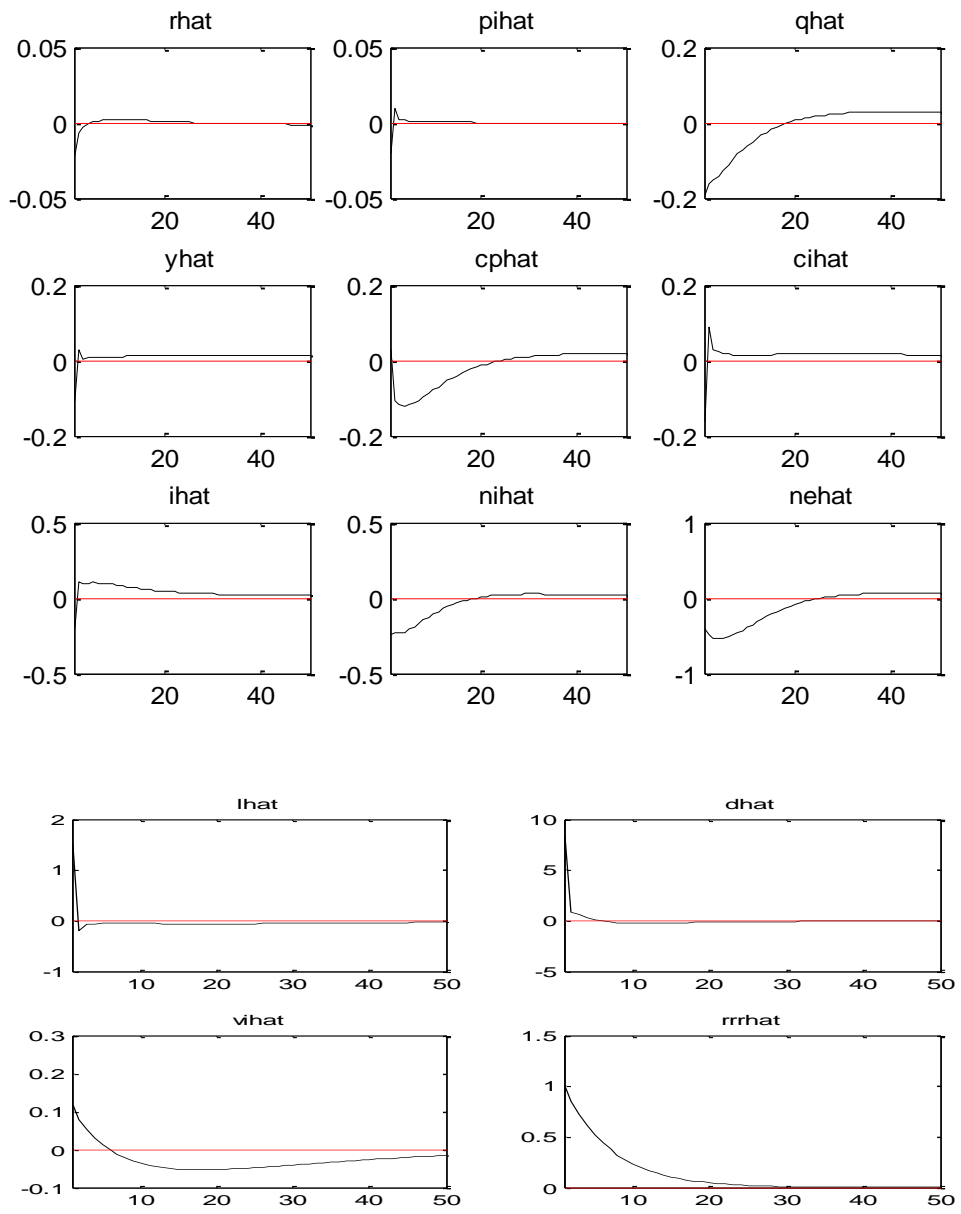 rhat pihat qhat
0.05 0.05 0.2
0 0 0
-0.05 -0.05 -0.2
20 40 20 40 20 40
yhat cphat cihat
0.2 0.2 0.2
0 0 0
-0.2 -0.2 -0.2
20 40 20 40 20 40
ihat nihat nehat
0.5 0.5 1
0 0 0
-0.5 -0.5 -1
20 40 20 40 20 40
lhat dhat
2 10
1 5
0 0
-1 -5
10 20 30 40 50 10 20 30 40 50
vihat rrrhat
0.3 1.5
0.2 1
0.1 0.5
0 0
-0.1
10 20 30 40 50 10 20 30 40 50